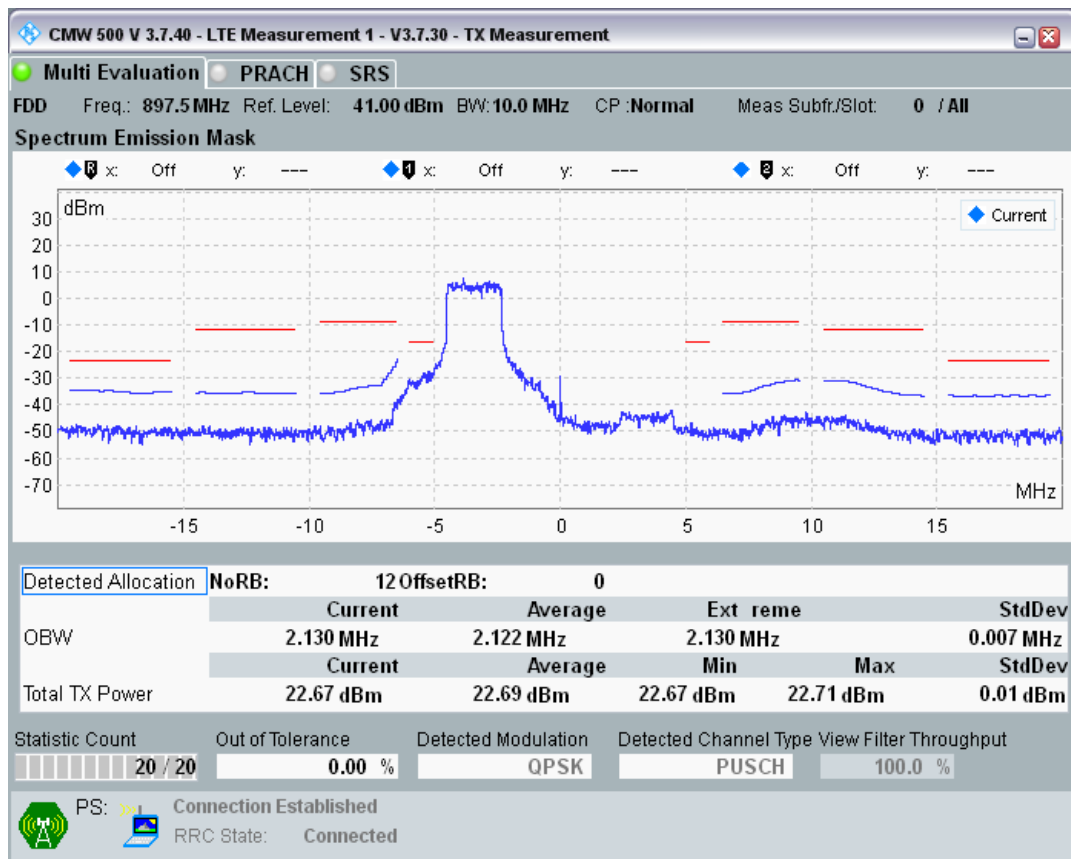 CMW 500 V 3.7.40 - LTE Measurement 1 - V3.7.30 - TX Measurement
Multi Evaluation PRACH SRS
FDD Freq.: 897.5 MHz Ref. Level: 41.00 dBm BW: 10.0 MHz CP :Normal Meas Subfr./Slot: 0 / All
Spectrum Emission Mask
R x: Off y: --- 1 x: Off y: --- 2 x: Off y: ---
dBm
Current
30
20
10
0
-10
-20
-30
-40
-50
-60
-70
MHz
-15 -10 -5 0 5 10 15
Detected Allocation NoRB: 12 OffsetRB: 0
Current Average Ext reme StdDev
OBW 2.130 MHz 2.122 MHz 2.130 MHz 0.007 MHz
Current Average Min Max StdDev
Total TX Power 22.67 dBm 22.69 dBm 22.67 dBm 22.71 dBm 0.01 dBm
Statistic Count Out of Tolerance Detected Modulation Detected Channel Type View Filter Throughput
20 / 20 0.00 % QPSK PUSCH 100.0 %
PS: Connection Established
RRC State: Connected